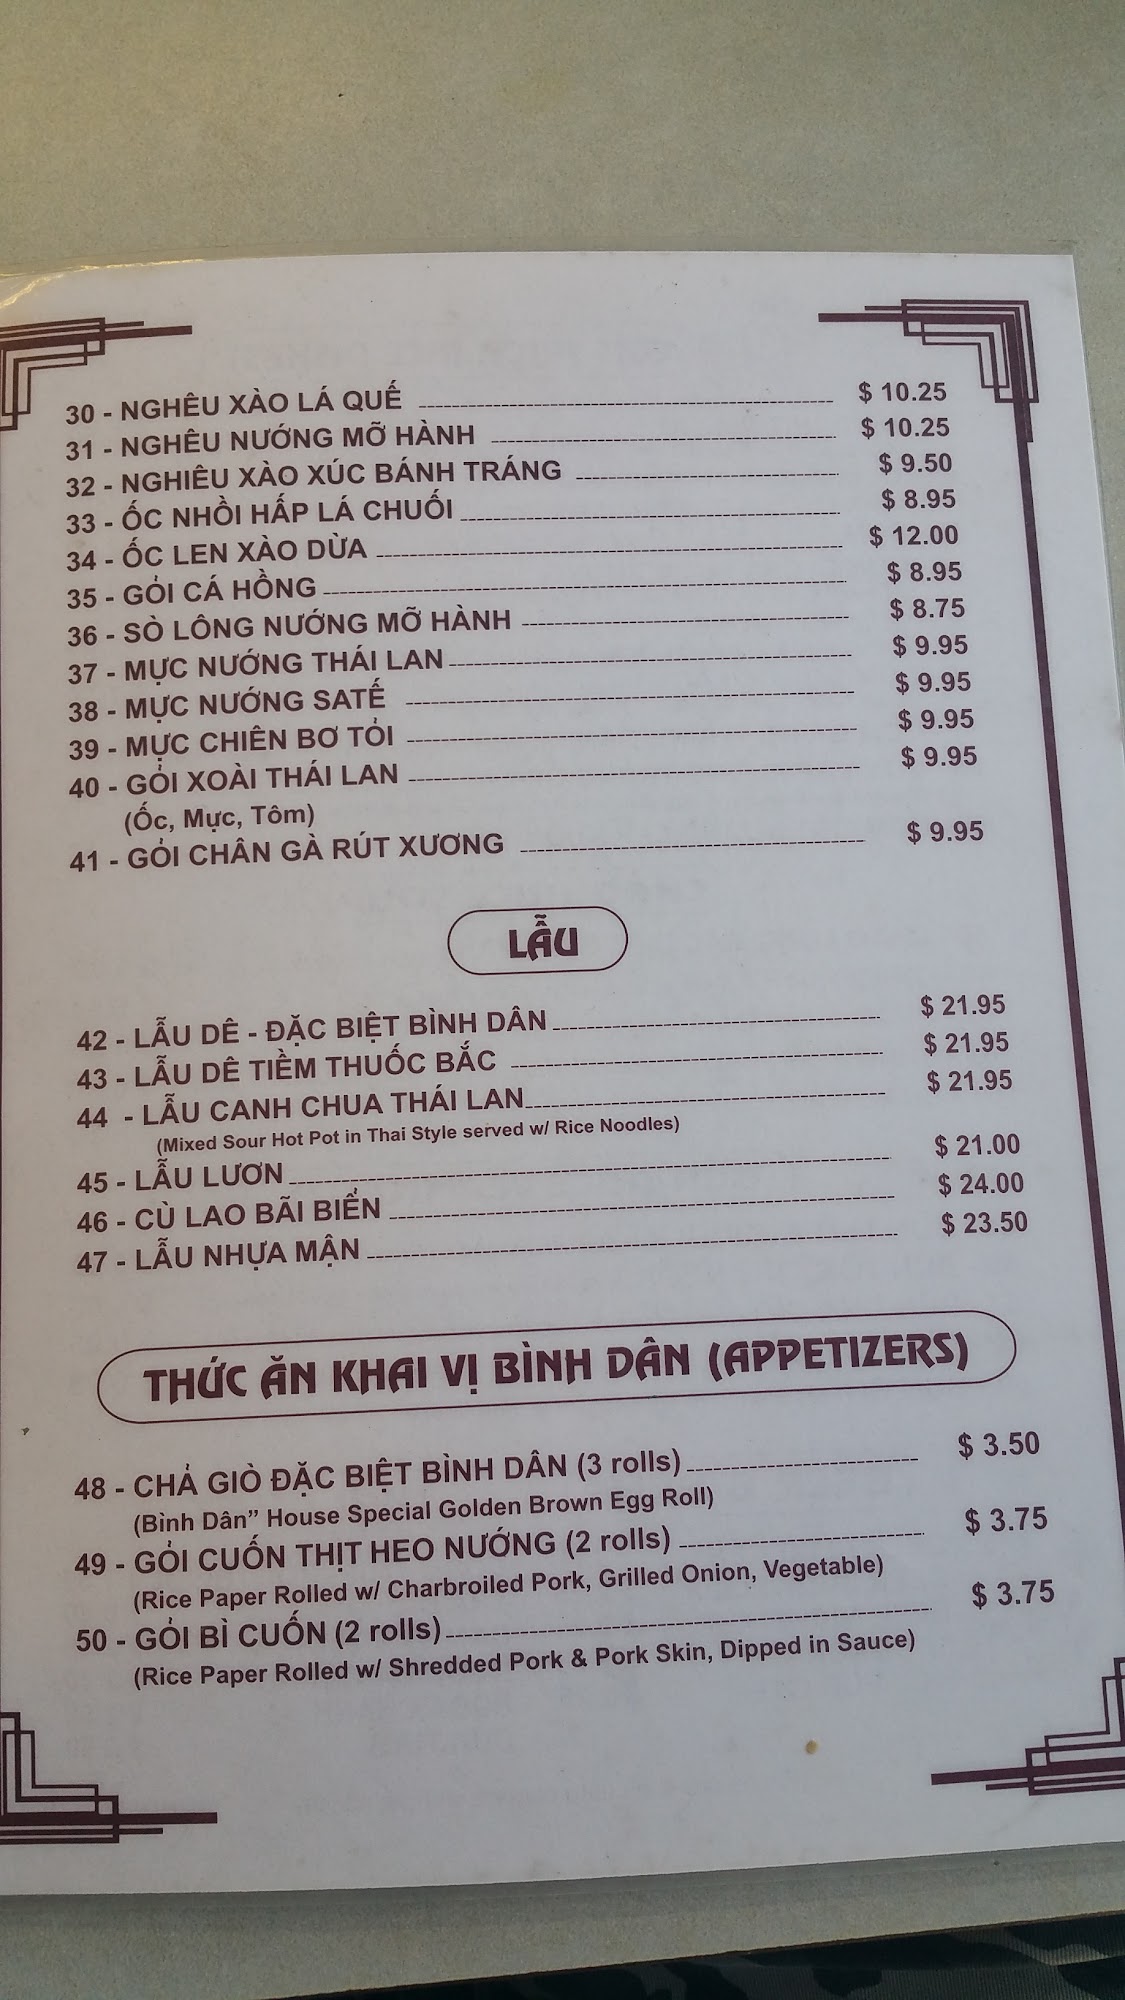 30 - NGHÊU XÀO LÁ QUẾ $ 10.25
31 - NGHÊU NƯỚNG MỠ HÀNH $ 10.25
32 - NGHIÊU XÀO XÚC BÁNH TRÁNG $ 9.50
33 - ỐC NHỒI HẤP LÁ CHUỐI $ 8.95
34 - ỐC LEN XÀO DỪA $ 12.00
35 - GỎI CÁ HỒNG $ 8.95
36 - SÒ LÔNG NƯỚNG MỠ HÀNH $ 8.75
37 - MỰC NƯỚNG THÁI LAN $ 9.95
38 - MỰC NƯỚNG SATẾ $ 9.95
39 - MỰC CHIÊN BƠ TỎI $ 9.95
40 - GỎI XOÀI THÁI LAN $ 9.95
(Ốc, Mực, Tôm)
41 - GỎI CHÂN GÀ RÚT XƯƠNG $ 9.95
LẪU
42 - LẪU DÊ - ĐẶC BIỆT BÌNH DÂN $ 21.95
43 - LẪU DÊ TIỀM THUỐC BẮC $ 21.95
44 - LẪU CANH CHUA THÁI LAN $ 21.95
(Mixed Sour Hot Pot in Thai Style served w/ Rice Noodles)
45 - LẪU LƯƠN $ 21.00
46 - CÙ LAO BÃI BIỂN $ 24.00
47 - LẪU NHỰA MẬN $ 23.50
THỨC ĂN KHAI VỊ BÌNH DÂN (APPETIZERS)
48 - CHẢ GIÒ ĐẶC BIỆT BÌNH DÂN (3 rolls) $ 3.50
(Bình Dân” House Special Golden Brown Egg Roll)
49 - GỎI CUỐN THỊT HEO NƯỚNG (2 rolls) $ 3.75
(Rice Paper Rolled w/ Charbroiled Pork, Grilled Onion, Vegetable)
50 - GỎI BÌ CUỐN (2 rolls) $ 3.75
(Rice Paper Rolled w/ Shredded Pork & Pork Skin, Dipped in Sauce)